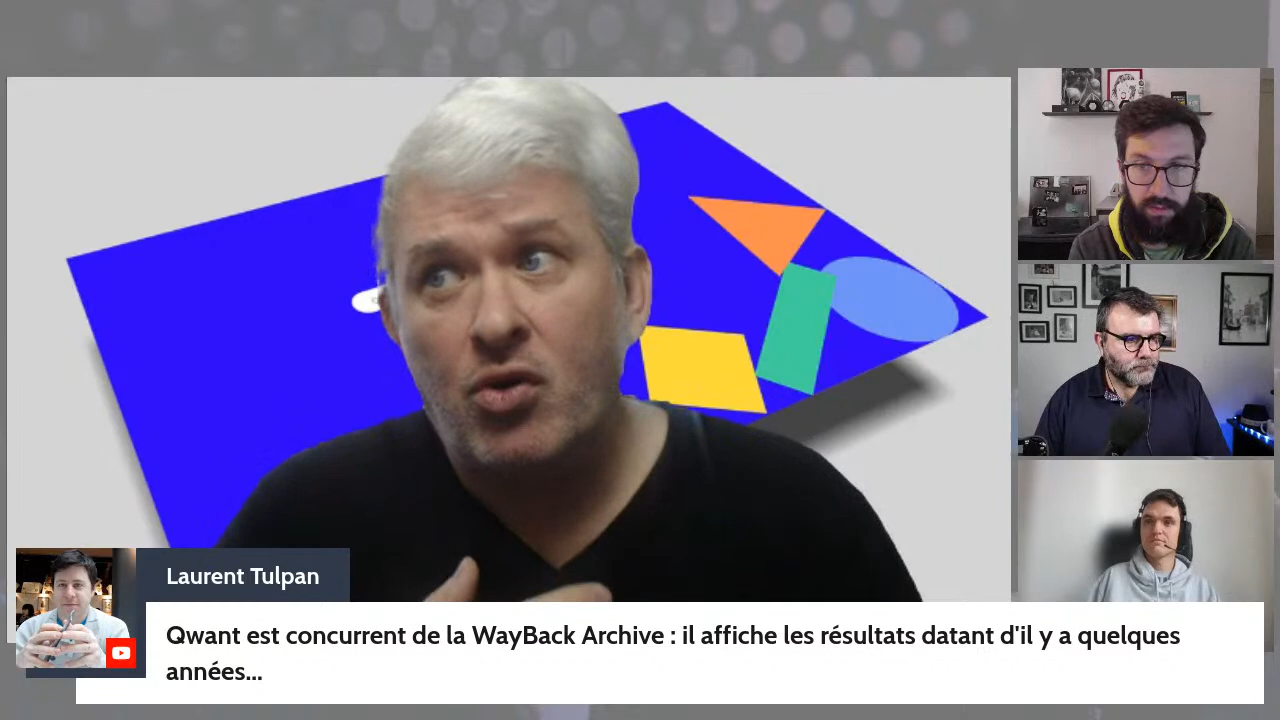 Laurent Tulpan
Qwant est concurrent de la WayBack Archive : il affiche les résultats datant d'il y a quelques
années...